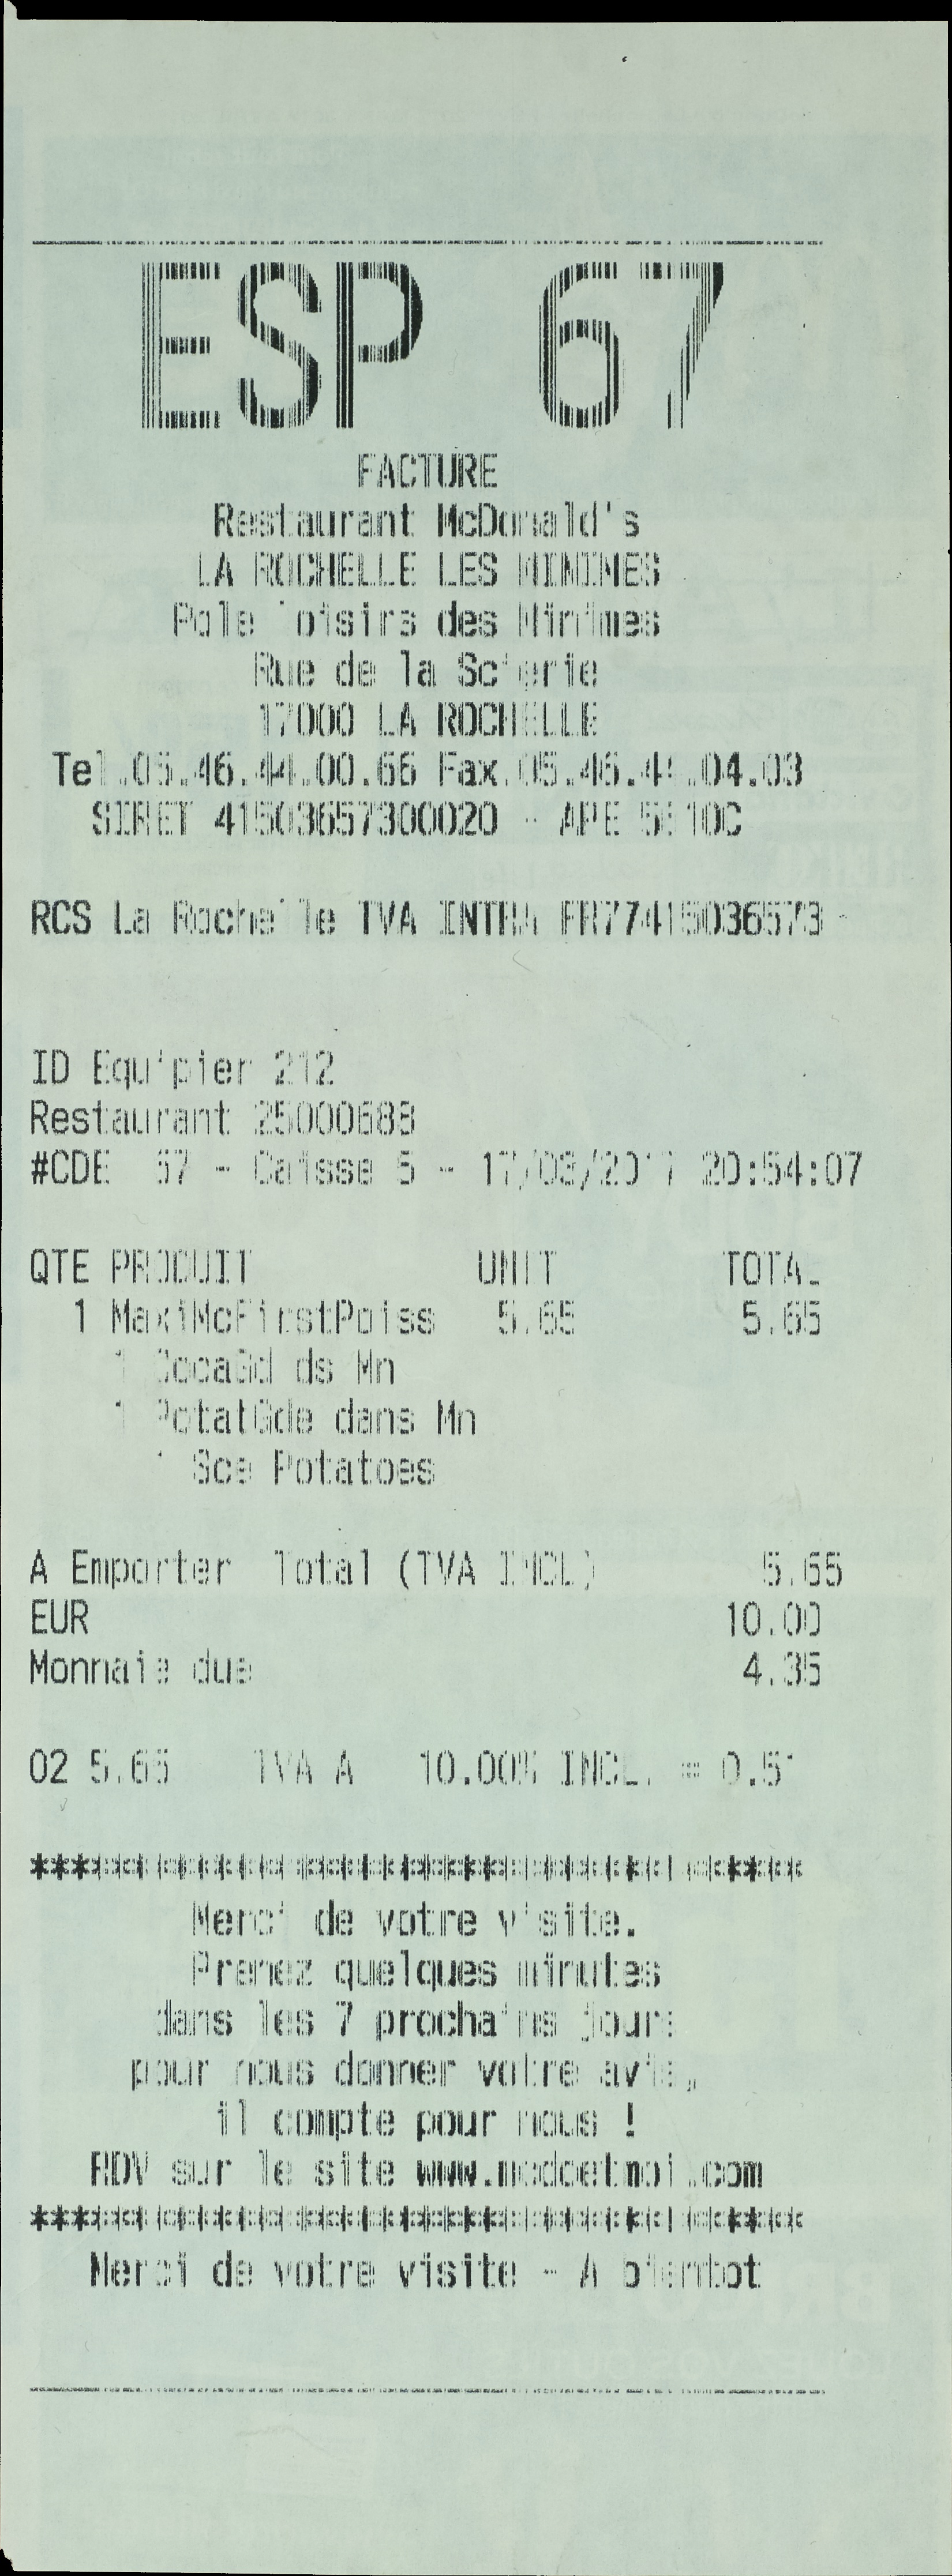 ESP 67
FACTURE
Restaurant McDonald's
LA ROCHELLE LES MINIMES
Pole loisirs des Minimes
Rue de la Scierie
17000 LA ROCHELLE
Tel.05.46.44.00.66 Fax.05.46.44.04.03
SIRET 41503657300020 - APE 5610C
RCS La Rochelle TVA INTRA FR77415036573 -
ID Equipier 212
Restaurant 25000688
#CDE 67 - Caisse 5 - 17/03/2017 20:54:07
QTE PRODUIT UNIT TOTAL
1 MaxiMcFirstPoiss 5.65 5.65
1 CocaGd ds Mn
1 PotatGde dans Mn
1 Sce Potatoes
A Emporter Total (TVA INCL) 5.65
EUR 10.00
Monnaie due 4.35
02 5.65 TVA A 10.00% INCL. = 0.51
***************************************
Merci de votre visite.
Prenez quelques minutes
dans les 7 prochains jours
pour nous donner votre avis,
il compte pour nous !
RDV sur le site www.mcdoetmoi.com
***************************************
Merci de votre visite - A bientot